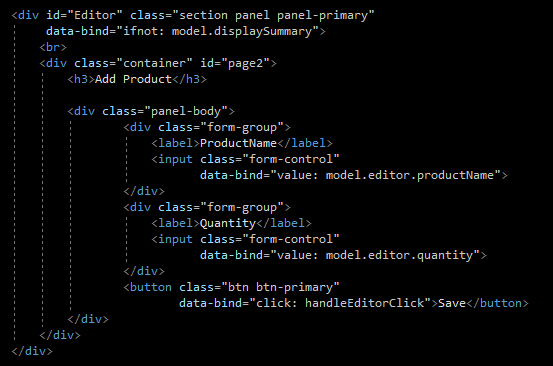 <div id="Editor" class="section panel panel-primary"
data-bind="ifnot: model.displaySummary">
<br>
<div class="container" id="page2">
<h3>Add Product</h3>
<div class="panel-body">
<div class="form-group">
<label>ProductName</label>
<input class="form-control"
data-bind="value: model.editor.productName">
</div>
<div class="form-group">
<label>Quantity</label>
<input class="form-control"
data-bind="value: model.editor.quantity">
</div>
<button class="btn btn-primary"
data-bind="click: handleEditorClick">Save</button>
</div>
</div>
</div>